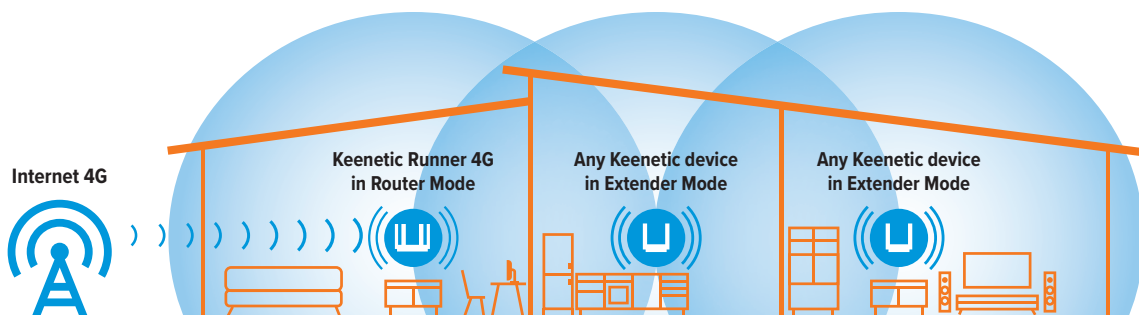 Internet 4G
Keenetic Runner 4G
in Router Mode
Any Keenetic device
in Extender Mode
Any Keenetic device
in Extender Mode